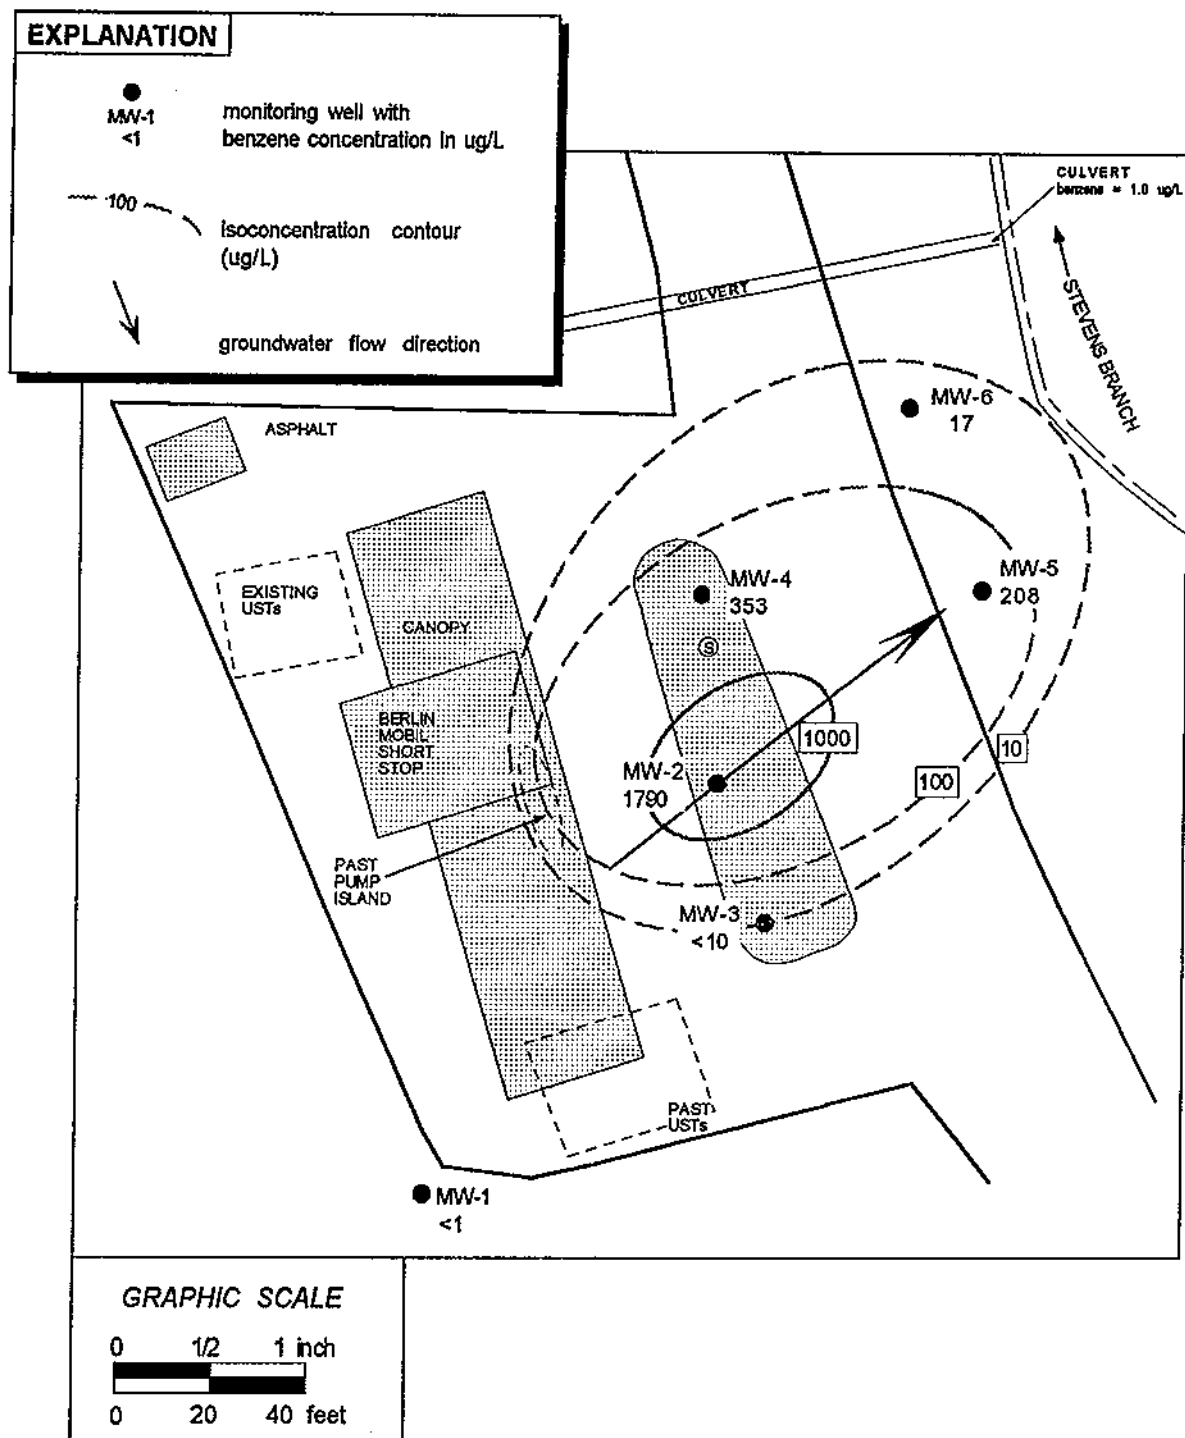 EXPLANATION
MW-1
<1
monitoring well with
benzene concentration in ug/L
100
isoconcentration contour
(ug/L)
groundwater flow direction
CULVERT
benzene = 1.0 ug/L
CULVERT
STEVENS BRANCH
ASPHALT
MW-6
17
EXISTING
USTs
CANOPY
MW-4
353
S
MW-5
208
BERLIN
MOBIL
SHORT
STOP
1000
10
MW-2
1790
100
PAST
PUMP
ISLAND
MW-3
<10
PAST
USTs
MW-1
<1
GRAPHIC SCALE
0 1/2 1 inch
0 20 40 feet